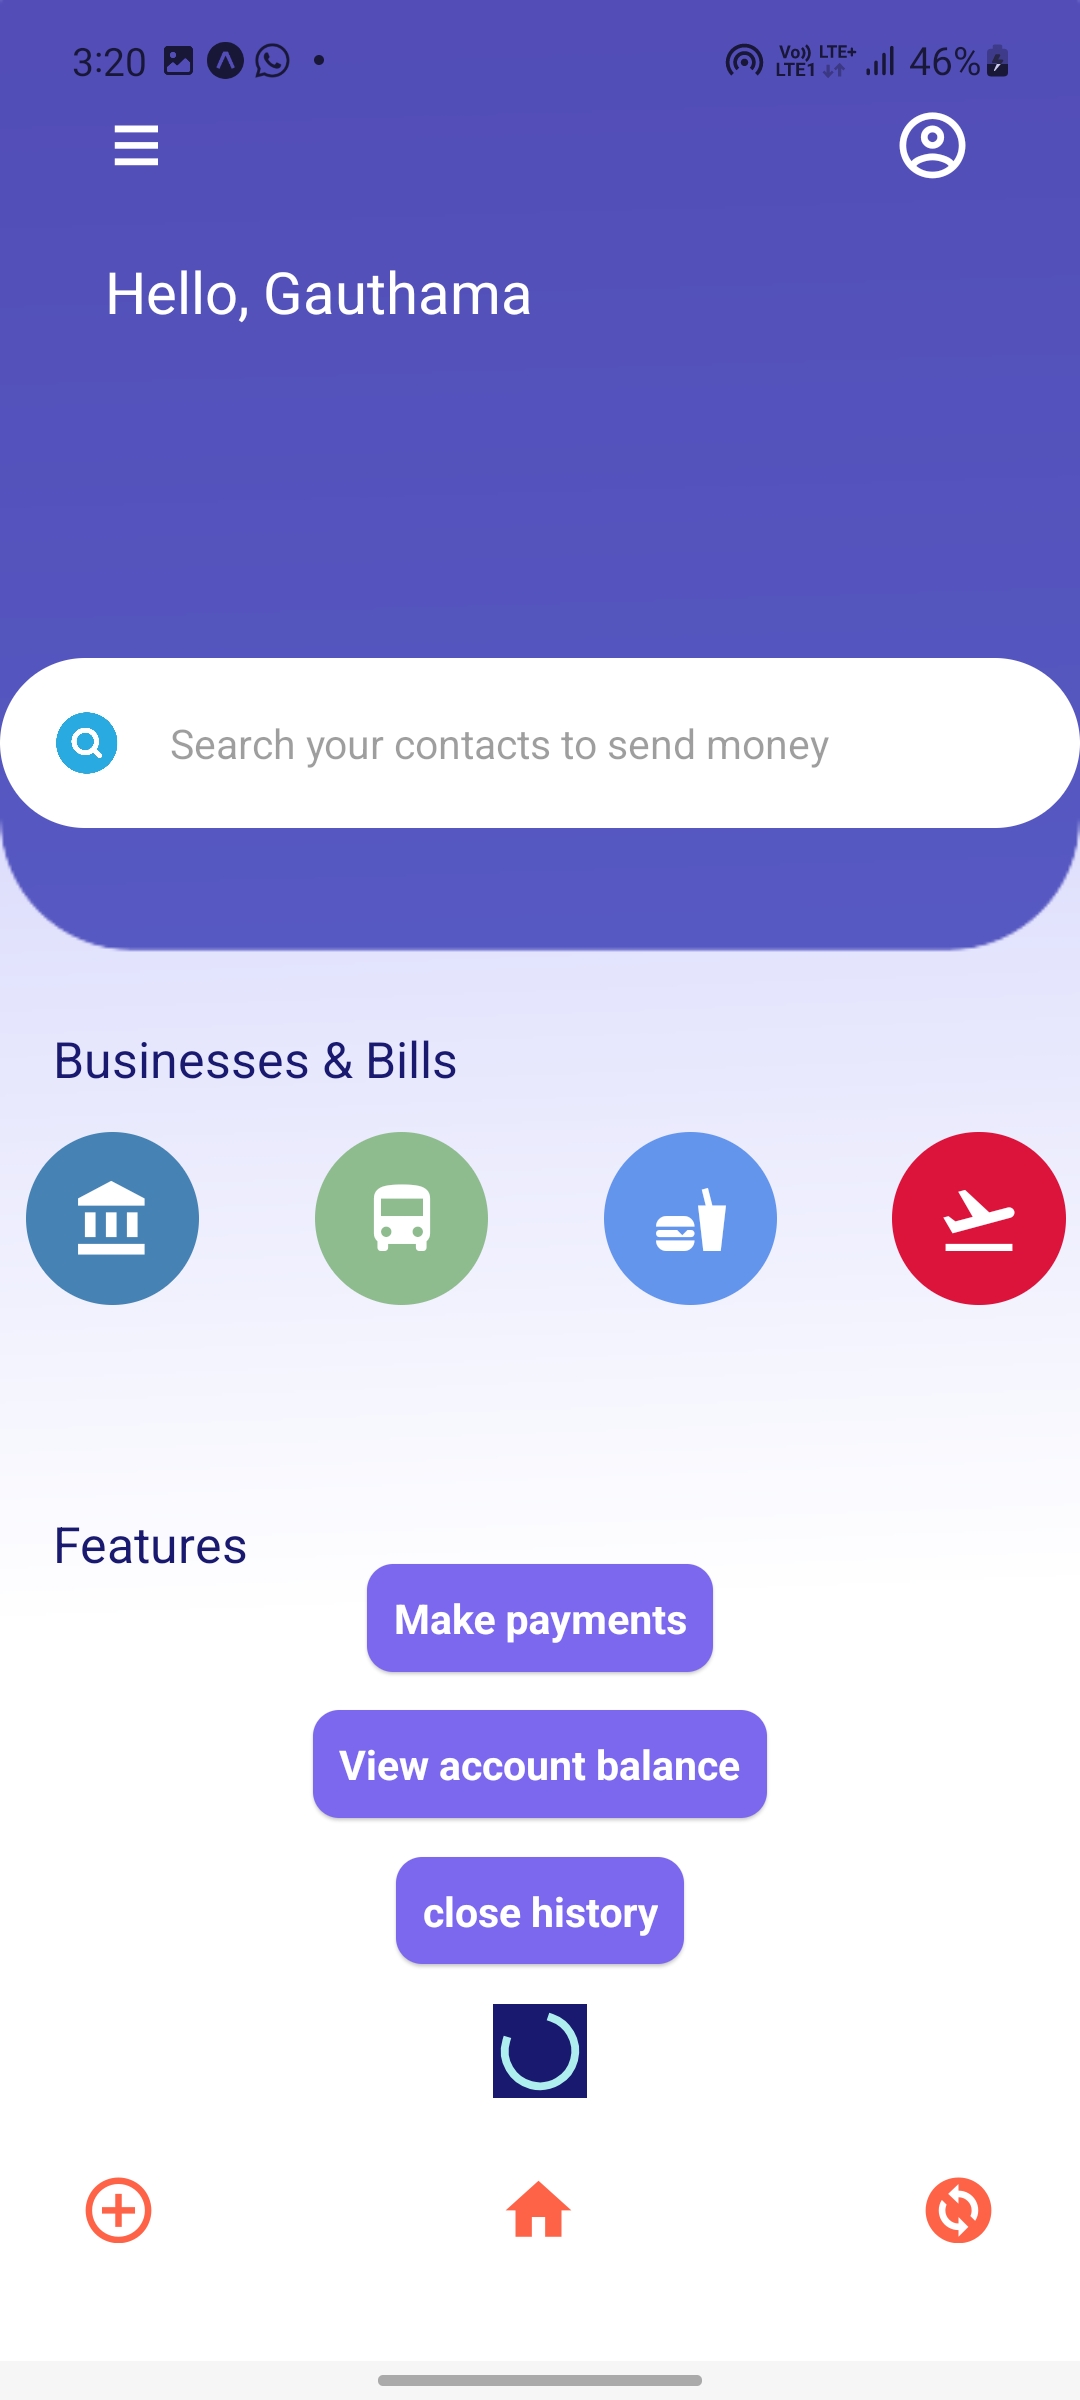 3:20 Vo)) LTE+ 46%
LTE1
Hello, Gauthama
Search your contacts to send money
Businesses & Bills
Features
Make payments
View account balance
close history